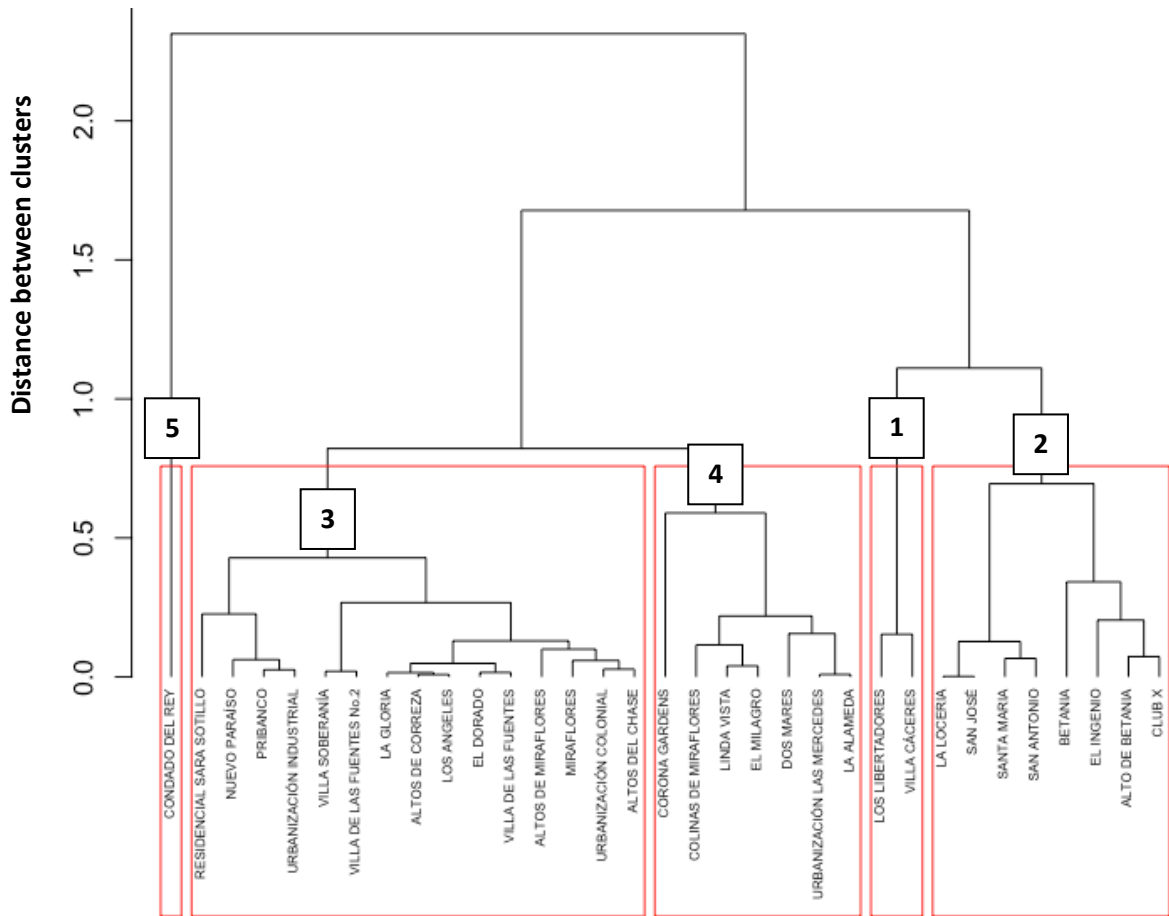 Distance between clusters
2.0
1.5
1.0
0.5
0.0
5
3
4
1
2
CONDADO DEL REY
RESIDENCIAL SARA SOTILLO
NUEVO PARAÍSO
PRIBANCO
URBANIZACIÓN INDUSTRIAL
VILLA SOBERANÍA
VILLA DE LAS FUENTES No.2
LA GLORIA
ALTOS DE CORREZA
LOS ANGELES
EL DORADO
VILLA DE LAS FUENTES
ALTOS DE MIRAFLORES
MIRAFLORES
URBANIZACIÓN COLONIAL
ALTOS DEL CHASE
CORONA GARDENS
COLINAS DE MIRAFLORES
LINDA VISTA
EL MILAGRO
DOS MARES
URBANIZACIÓN LAS MERCEDES
LA ALAMEDA
LOS LIBERTADORES
VILLA CÁCERES
LA LOCERIA
SAN JOSÉ
SANTA MARIA
SAN ANTONIO
BETANIA
EL INGENIO
ALTO DE BETANIA
CLUB X